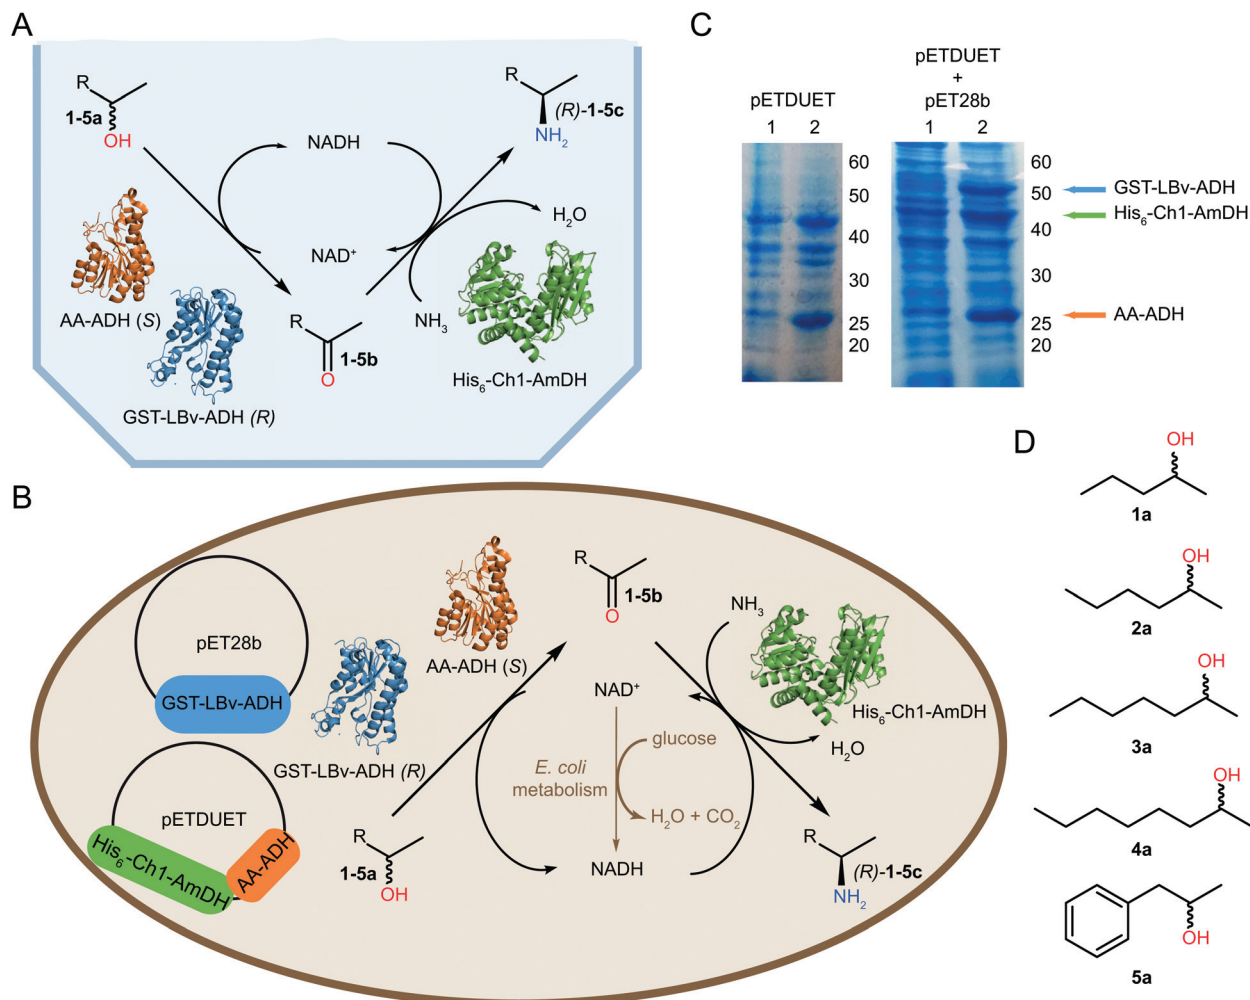 A
R
1-5a
OH
NADH
R
(R)-1-5c
NH2
H2O
NAD+
NH3
AA-ADH (S)
R
1-5b
O
GST-LBv-ADH (R)
His6-Ch1-AmDH
B
pET28b
GST-LBv-ADH
GST-LBv-ADH (R)
AA-ADH (S)
R
1-5b
O
NH3
His6-Ch1-AmDH
H2O
NAD+
glucose
E. coli
metabolism
H2O + CO2
NADH
pETDUET
His6-Ch1-AmDH
AA-ADH
R
1-5a
OH
R
(R)-1-5c
NH2
C
pETDUET
1 2
60
50
40
30
25
20
pETDUET
+
pET28b
1 2
60
50
40
30
25
20
GST-LBv-ADH
His6-Ch1-AmDH
AA-ADH
D
OH
1a
OH
2a
OH
3a
OH
4a
OH
5a